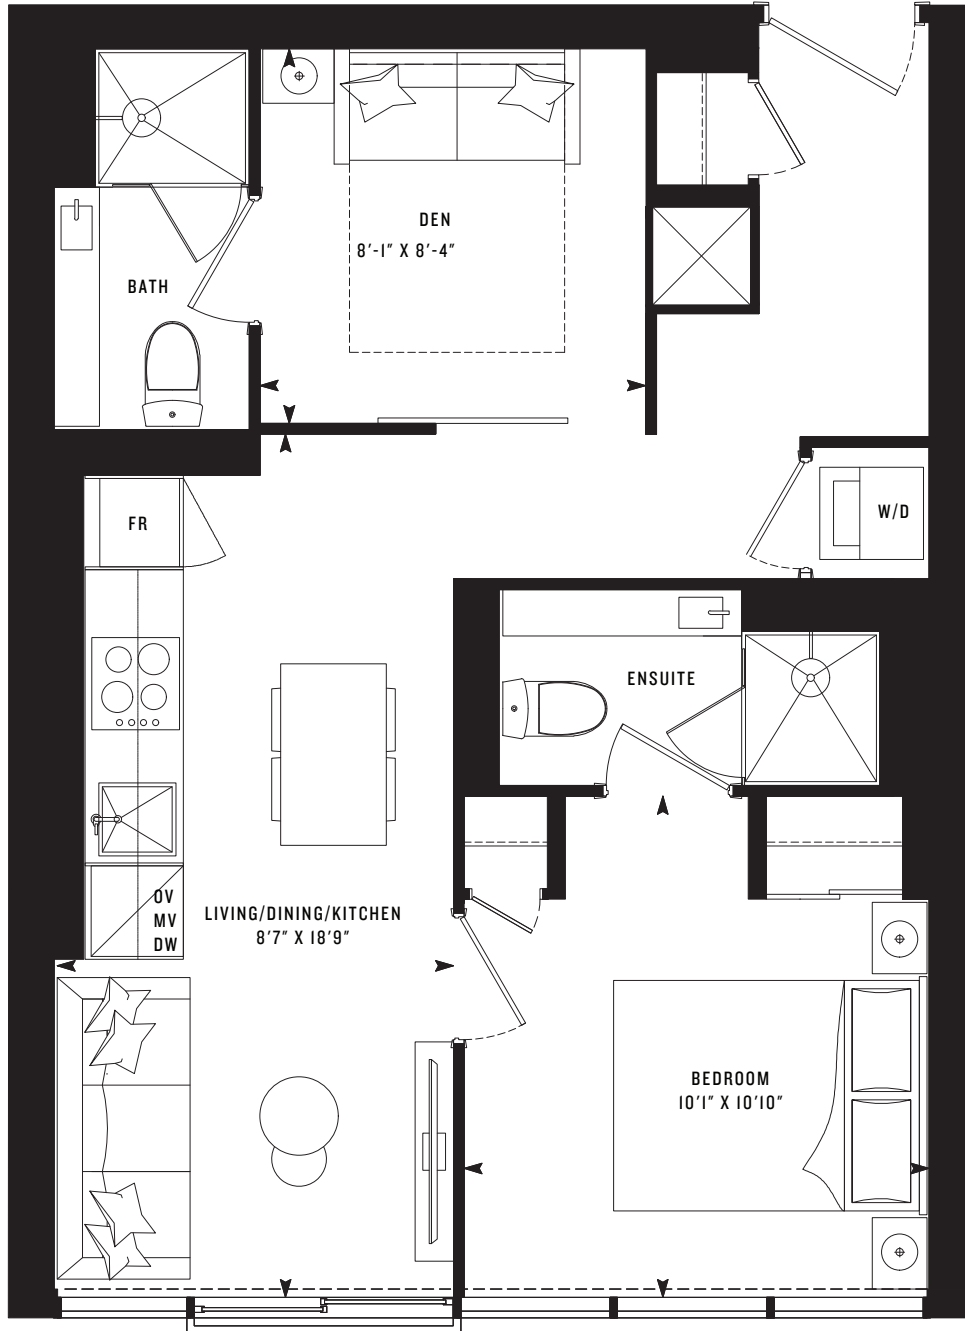 DEN
8'-1" X 8'-4"
BATH
FR
W/D
ENSUITE
OV
MV
DW
LIVING/DINING/KITCHEN
8'7" X 18'9"
BEDROOM
10'1" X 10'10"